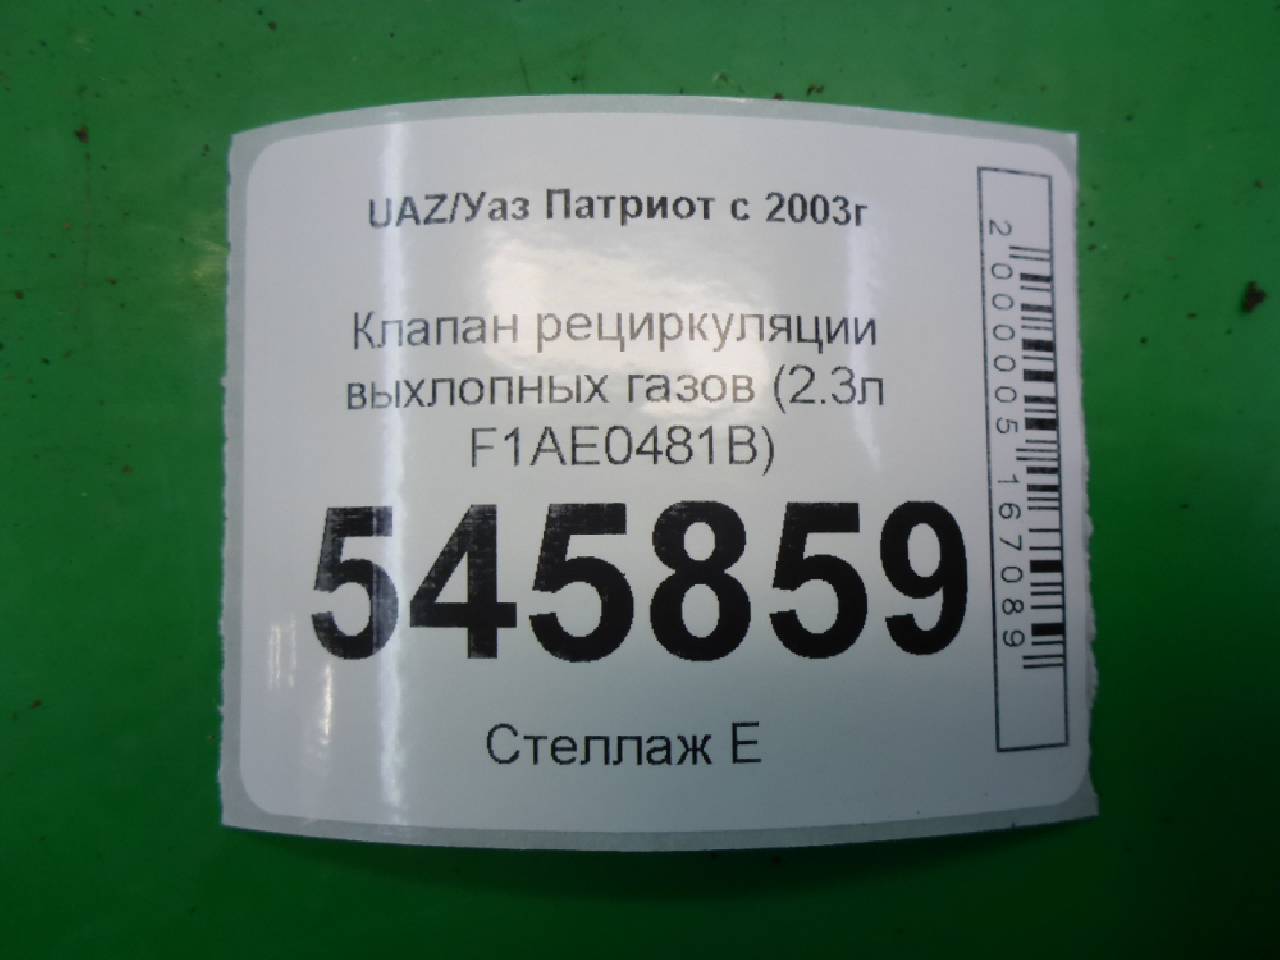 UAZ/Уаз Патриот с 2003г
Клапан рециркуляции
выхлопных газов (2.3л
F1AE0481B)
545859
Стеллаж Е
2000005167089